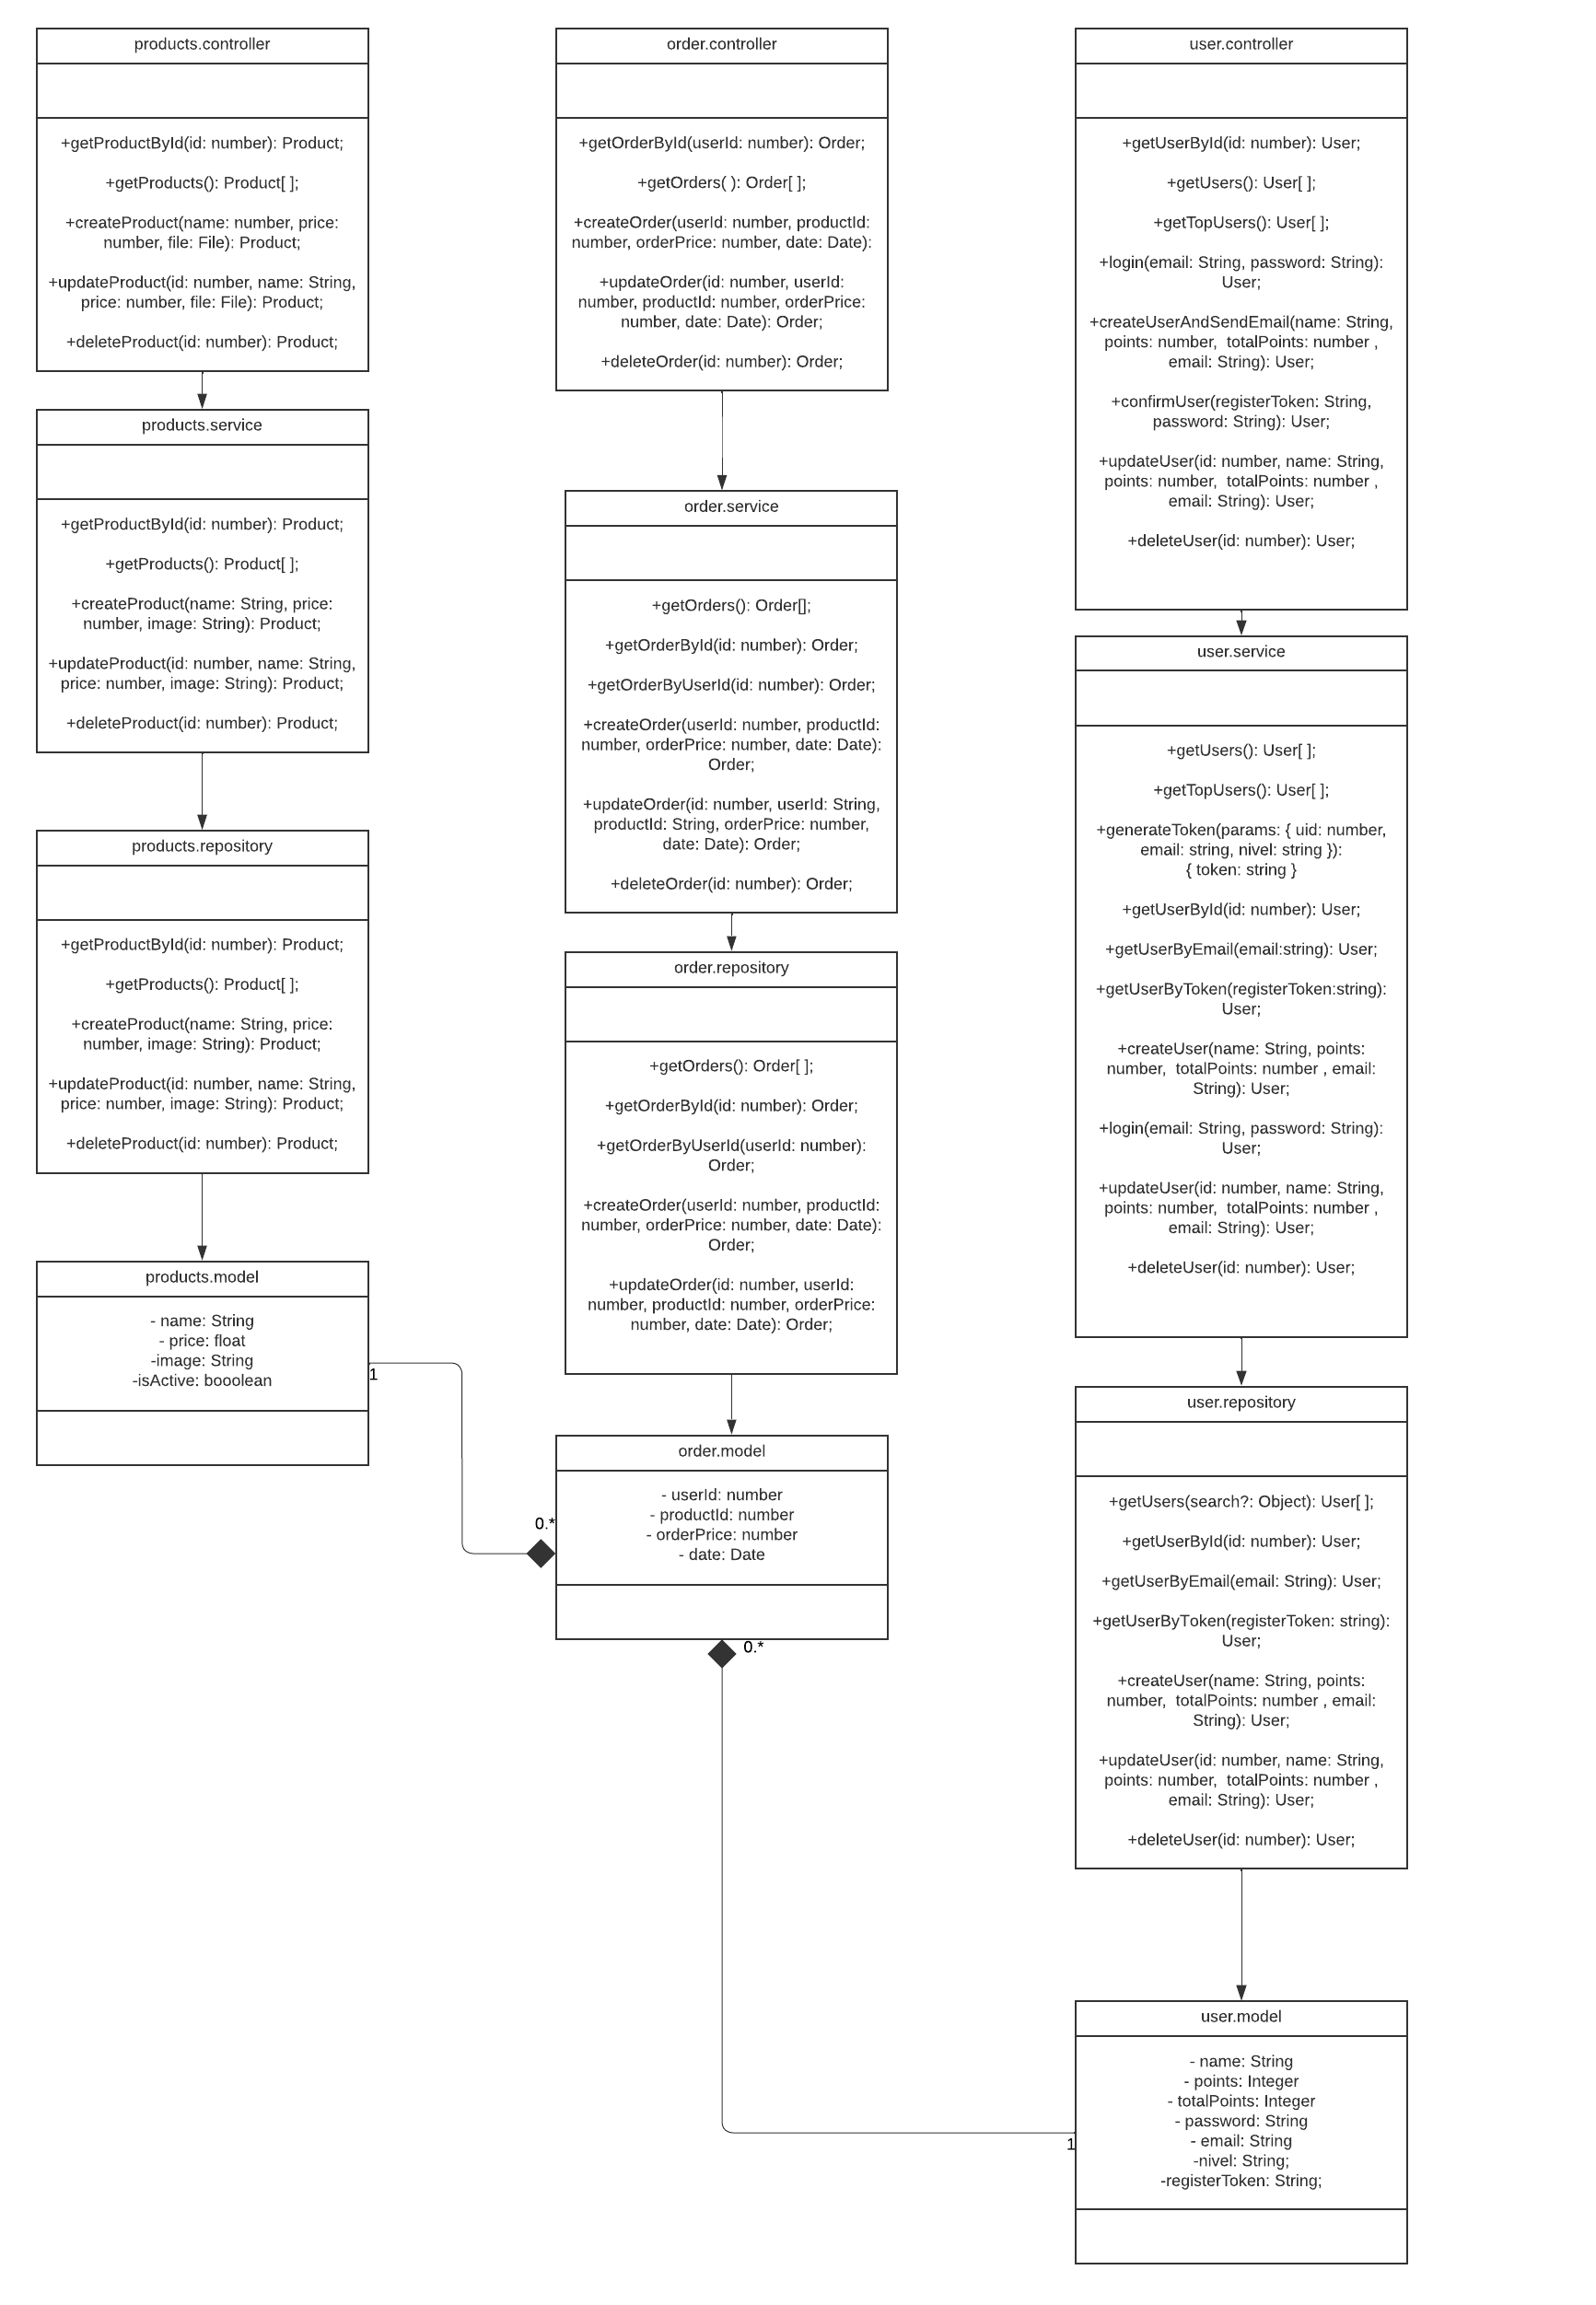 products.controller
+getProductById(id: number): Product;
+getProducts(): Product[ ];
+createProduct(name: number, price:
number, file: File): Product;
+updateProduct(id: number, name: String,
price: number, file: File): Product;
+deleteProduct(id: number): Product;
products.service
+getProductById(id: number): Product;
+getProducts(): Product[ ];
+createProduct(name: String, price:
number, image: String): Product;
+updateProduct(id: number, name: String,
price: number, image: String): Product;
+deleteProduct(id: number): Product;
products.repository
+getProductById(id: number): Product;
+getProducts(): Product[ ];
+createProduct(name: String, price:
number, image: String): Product;
+updateProduct(id: number, name: String,
price: number, image: String): Product;
+deleteProduct(id: number): Product;
products.model
- name: String
- price: float
-image: String
-isActive: booolean
1
order.controller
+getOrderById(userId: number): Order;
+getOrders( ): Order[ ];
+createOrder(userId: number, productId:
number, orderPrice: number, date: Date):
+updateOrder(id: number, userId:
number, productId: number, orderPrice:
number, date: Date): Order;
+deleteOrder(id: number): Order;
order.service
+getOrders(): Order[];
+getOrderById(id: number): Order;
+getOrderByUserId(id: number): Order;
+createOrder(userId: number, productId:
number, orderPrice: number, date: Date):
Order;
+updateOrder(id: number, userId: String,
productId: String, orderPrice: number,
date: Date): Order;
+deleteOrder(id: number): Order;
order.repository
+getOrders(): Order[ ];
+getOrderById(id: number): Order;
+getOrderByUserId(userId: number):
Order;
+createOrder(userId: number, productId:
number, orderPrice: number, date: Date):
Order;
+updateOrder(id: number, userId:
number, productId: number, orderPrice:
number, date: Date): Order;
order.model
- userId: number
- productId: number
- orderPrice: number
- date: Date
0.*
0.*
user.controller
+getUserById(id: number): User;
+getUsers(): User[ ];
+getTopUsers(): User[ ];
+login(email: String, password: String):
User;
+createUserAndSendEmail(name: String,
points: number,  totalPoints: number ,
email: String): User;
+confirmUser(registerToken: String,
password: String): User;
+updateUser(id: number, name: String,
points: number,  totalPoints: number ,
email: String): User;
+deleteUser(id: number): User;
user.service
+getUsers(): User[ ];
+getTopUsers(): User[ ];
+generateToken(params: { uid: number,
email: string, nivel: string }):
{ token: string }
+getUserById(id: number): User;
+getUserByEmail(email:string): User;
+getUserByToken(registerToken:string):
User;
+createUser(name: String, points:
number,  totalPoints: number , email:
String): User;
+login(email: String, password: String):
User;
+updateUser(id: number, name: String,
points: number,  totalPoints: number ,
email: String): User;
+deleteUser(id: number): User;
user.repository
+getUsers(search?: Object): User[ ];
+getUserById(id: number): User;
+getUserByEmail(email: String): User;
+getUserByToken(registerToken: string):
User;
+createUser(name: String, points:
number,  totalPoints: number , email:
String): User;
+updateUser(id: number, name: String,
points: number,  totalPoints: number ,
email: String): User;
+deleteUser(id: number): User;
user.model
- name: String
- points: Integer
- totalPoints: Integer
- password: String
- email: String
-nivel: String;
-registerToken: String;
1